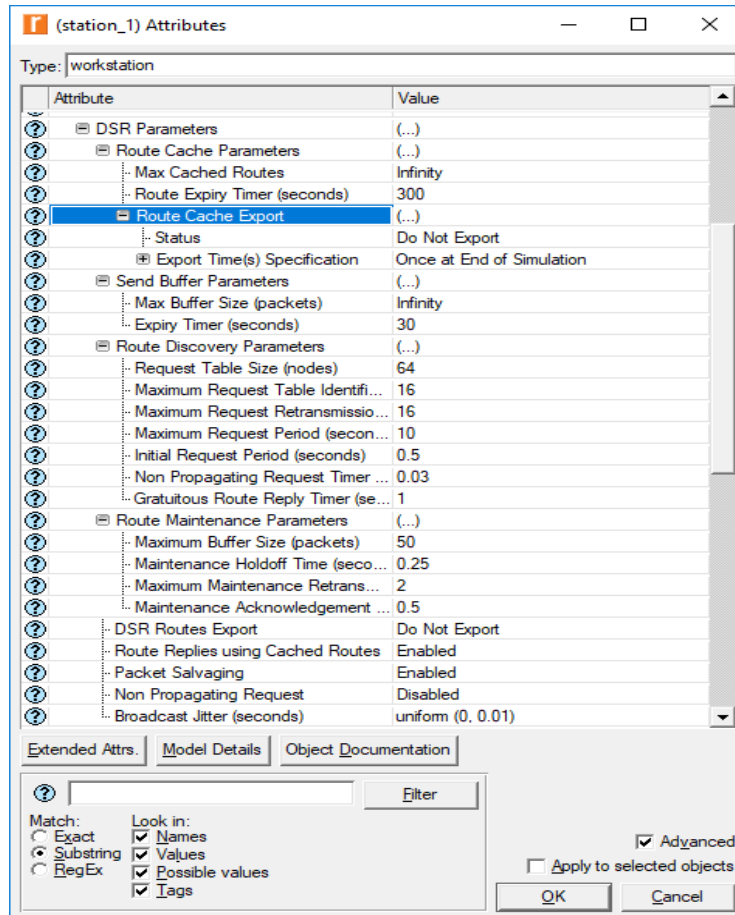 (station_1) Attributes
Type: workstation
Attribute Value
DSR Parameters (...)
Route Cache Parameters (...)
Max Cached Routes Infinity
Route Expiry Timer (seconds) 300
Route Cache Export (...)
Status Do Not Export
Export Time(s) Specification Once at End of Simulation
Send Buffer Parameters (...)
Max Buffer Size (packets) Infinity
Expiry Timer (seconds) 30
Route Discovery Parameters (...)
Request Table Size (nodes) 64
Maximum Request Table Identifi... 16
Maximum Request Retransmissio... 16
Maximum Request Period (secon... 10
Initial Request Period (seconds) 0.5
Non Propagating Request Timer ... 0.03
Gratuitous Route Reply Timer (se... 1
Route Maintenance Parameters (...)
Maximum Buffer Size (packets) 50
Maintenance Holdoff Time (seco... 0.25
Maximum Maintenance Retrans... 2
Maintenance Acknowledgement ... 0.5
DSR Routes Export Do Not Export
Route Replies using Cached Routes Enabled
Packet Salvaging Enabled
Non Propagating Request Disabled
Broadcast Jitter (seconds) uniform (0, 0.01)
Extended Attrs. Model Details Object Documentation
Filter
Match: Look in:
Exact Names
Substring Values
RegEx Possible values
Tags
Advanced
Apply to selected objects
OK Cancel